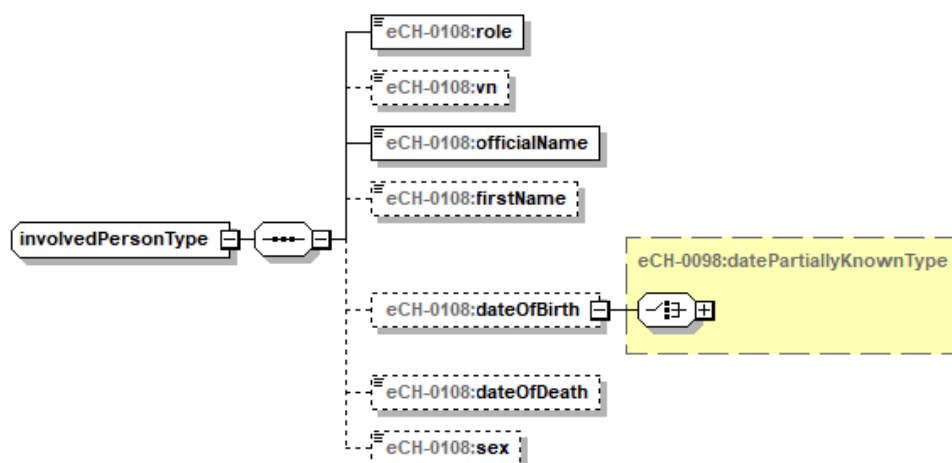 eCH-0108:role
eCH-0108:vn
eCH-0108:officialName
eCH-0108:firstName
involvedPersonType
eCH-0098:datePartiallyKnownType
eCH-0108:dateOfBirth
eCH-0108:dateOfDeath
eCH-0108:sex